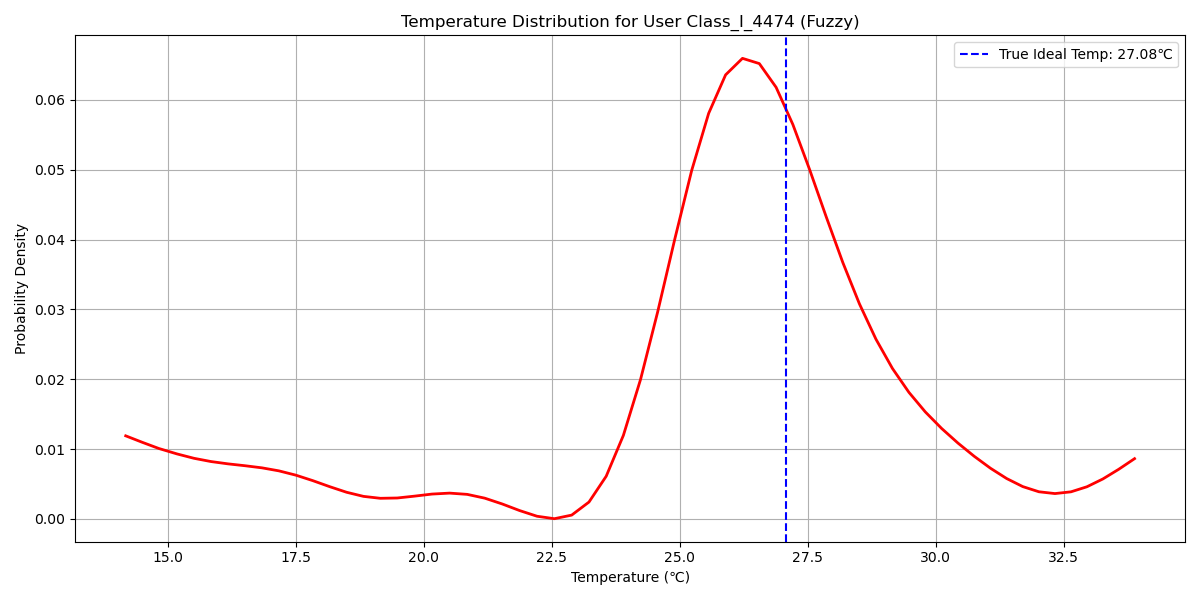 Temperature Distribution for User Class_I_4474 (Fuzzy)
True Ideal Temp: 27.08℃
Probability Density
0.06
0.05
0.04
0.03
0.02
0.01
0.00
15.0 17.5 20.0 22.5 25.0 27.5 30.0 32.5
Temperature (℃)